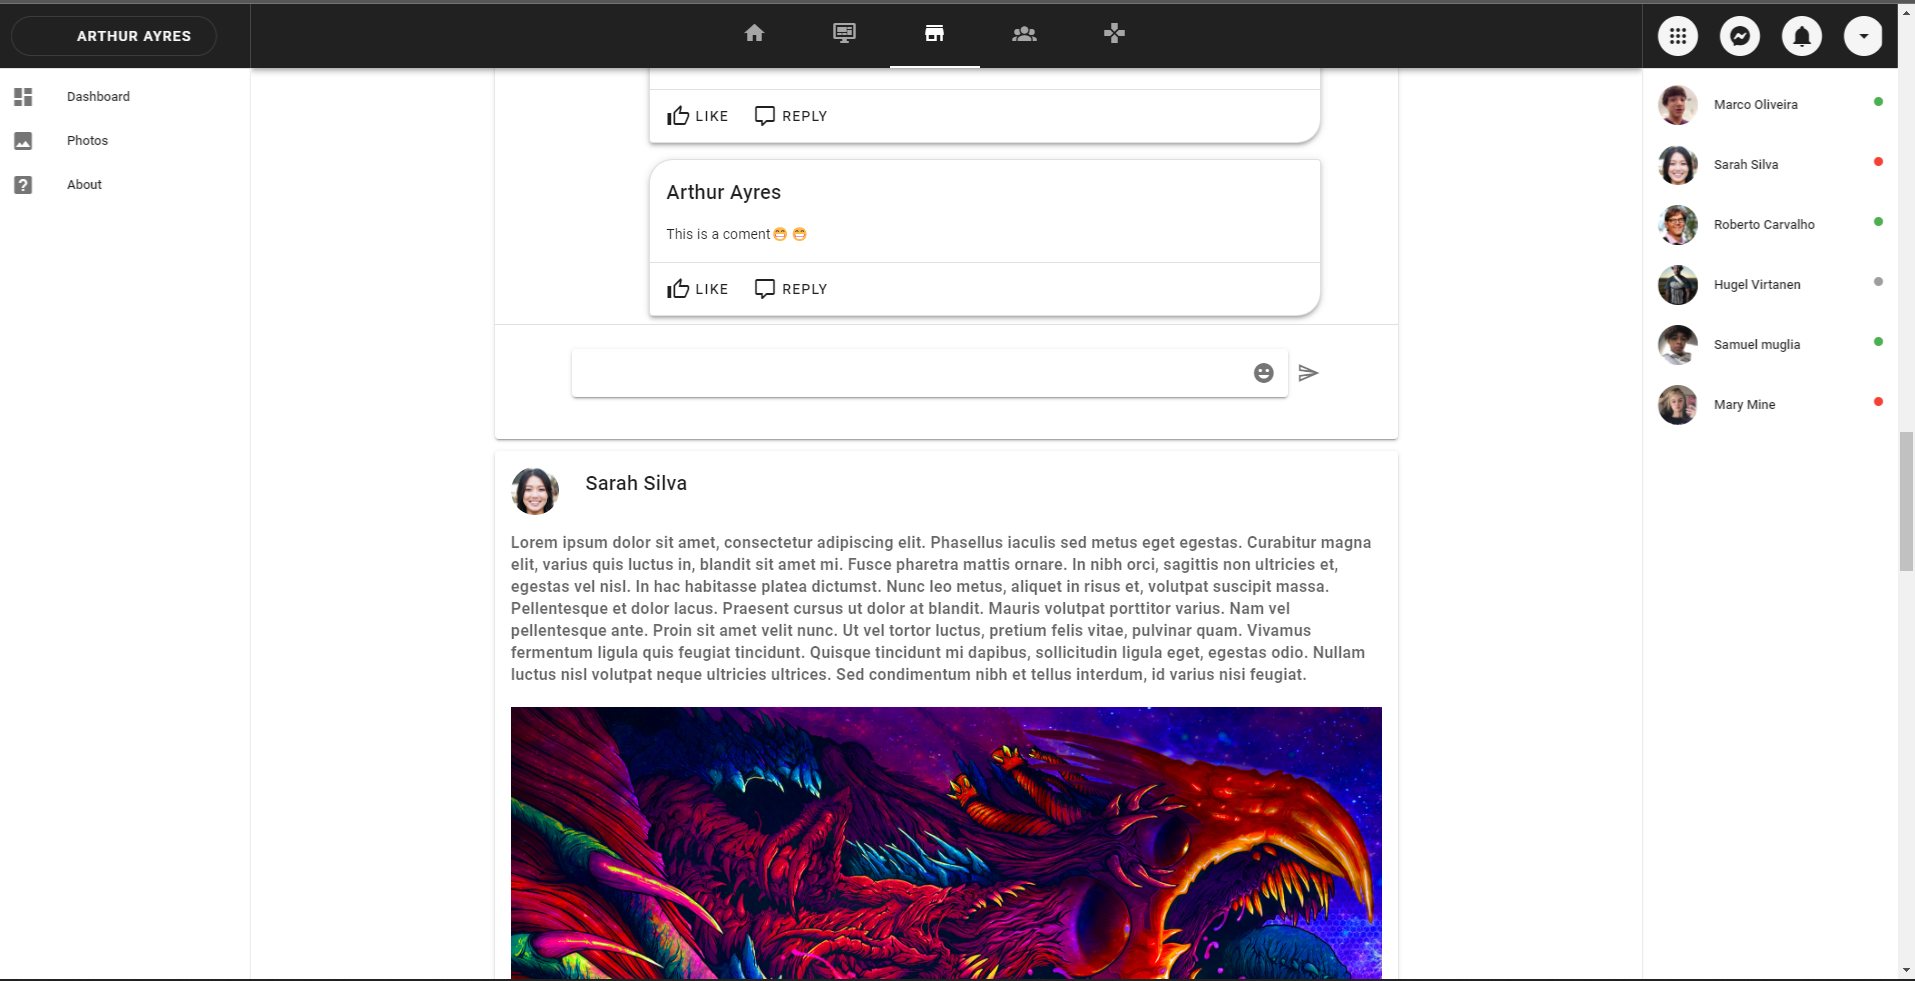 ARTHUR AYRES
Dashboard
Photos
About
LIKE REPLY
Arthur Ayres
This is a coment😁 😁
LIKE REPLY
Sarah Silva
Lorem ipsum dolor sit amet, consectetur adipiscing elit. Phasellus iaculis sed metus eget egestas. Curabitur magna
elit, varius quis luctus in, blandit sit amet mi. Fusce pharetra mattis ornare. In nibh orci, sagittis non ultricies et,
egestas vel nisl. In hac habitasse platea dictumst. Nunc leo metus, aliquet in risus et, volutpat suscipit massa.
Pellentesque et dolor lacus. Praesent cursus ut dolor at blandit. Mauris volutpat porttitor varius. Nam vel
pellentesque ante. Proin sit amet velit nunc. Ut vel tortor luctus, pretium felis vitae, pulvinar quam. Vivamus
fermentum ligula quis feugiat tincidunt. Quisque tincidunt mi dapibus, sollicitudin ligula eget, egestas odio. Nullam
luctus nisl volutpat neque ultricies ultrices. Sed condimentum nibh et tellus interdum, id varius nisi feugiat.
Marco Oliveira
Sarah Silva
Roberto Carvalho
Hugel Virtanen
Samuel muglia
Mary Mine